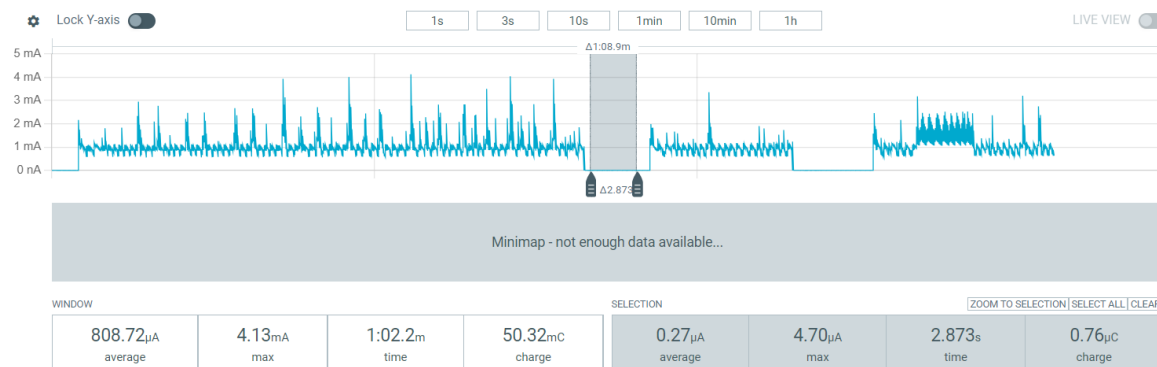 Lock Y-axis
1s 3s 10s 1min 10min 1h
LIVE VIEW
Δ1:08.9m
5 mA
4 mA
3 mA
2 mA
1 mA
0 nA
Δ2.873
Minimap - not enough data available...
WINDOW
SELECTION
ZOOM TO SELECTION SELECT ALL CLEAR
808.72μA 4.13mA 1:02.2m 50.32mC 0.27μA 4.70μA 2.873s 0.76μC
average max time charge average max time charge